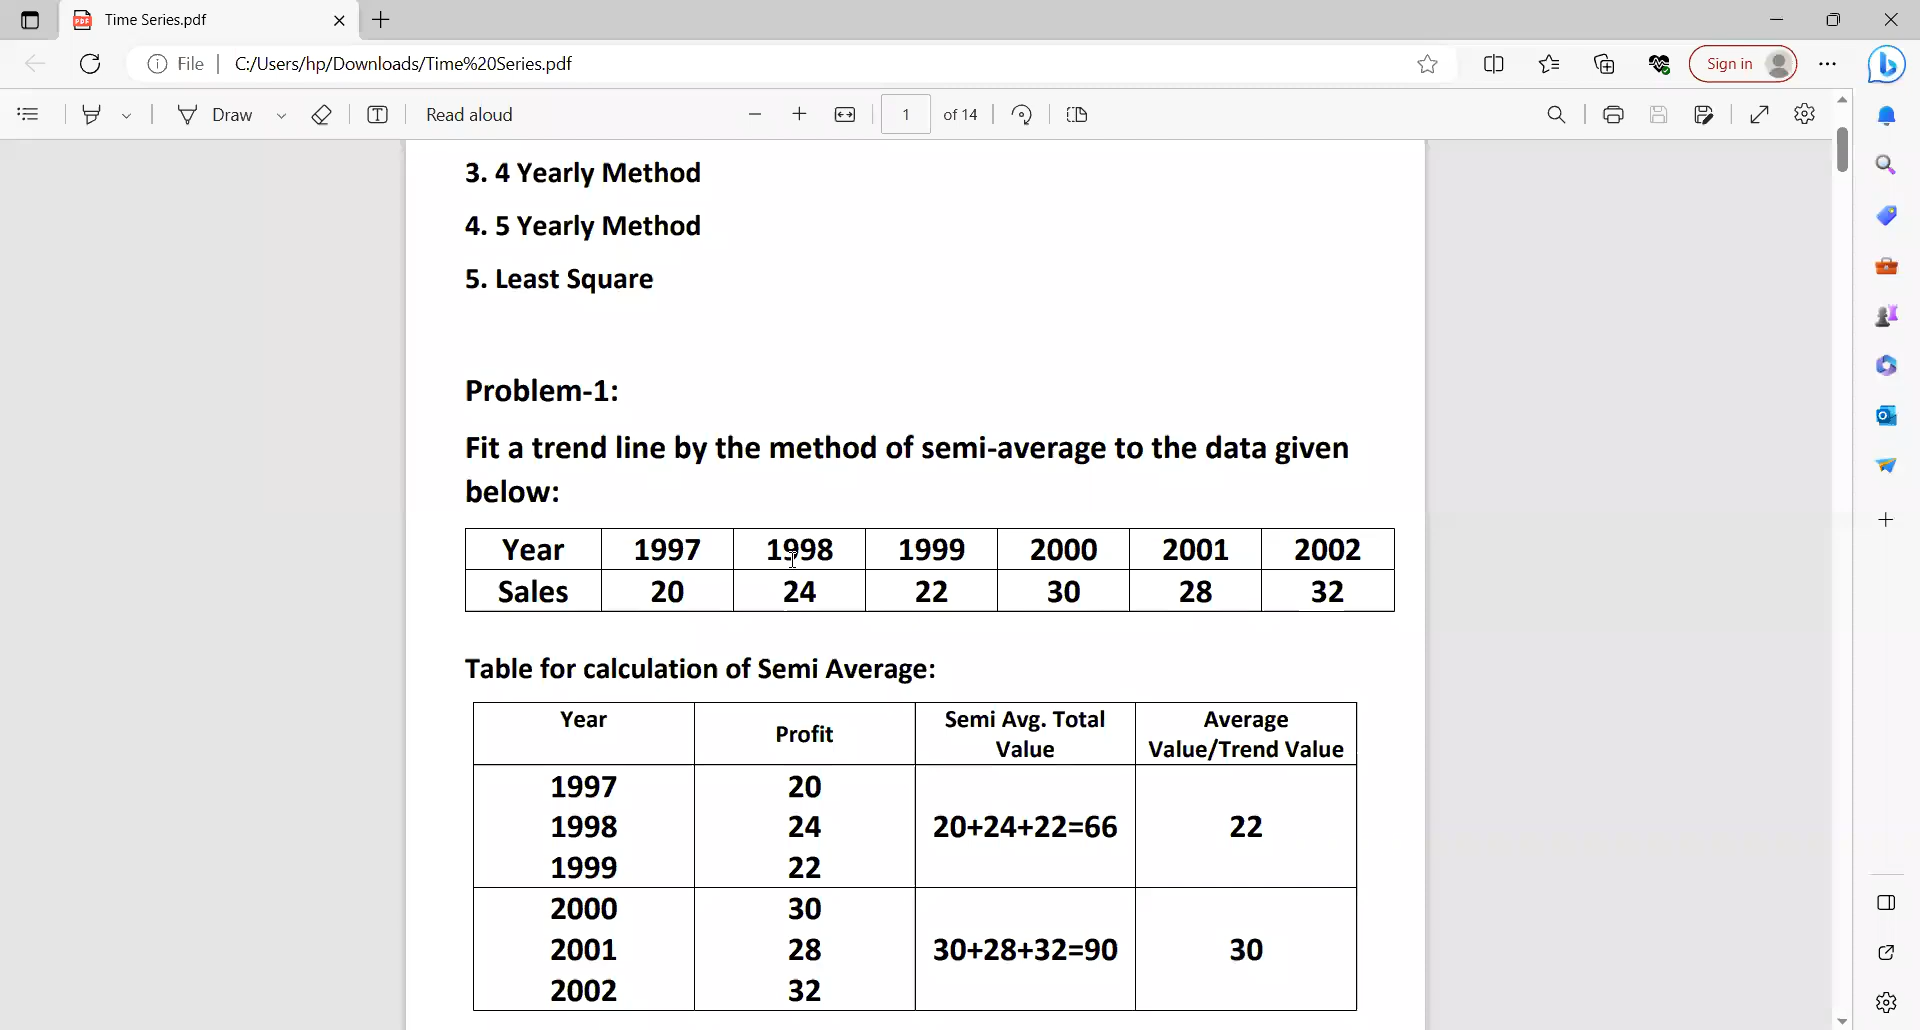 Time Series.pdf
File C:/Users/hp/Downloads/Time%20Series.pdf Sign in
Draw Read aloud 1 of 14
3. 4 Yearly Method
4. 5 Yearly Method
5. Least Square
Problem-1:
Fit a trend line by the method of semi-average to the data given
below:
Year 1997 1998 1999 2000 2001 2002
Sales 20 24 22 30 28 32
Table for calculation of Semi Average:
Year Profit Semi Avg. Total Value Average Value/Trend Value
1997 20
1998 24 20+24+22=66 22
1999 22
2000 30
2001 28 30+28+32=90 30
2002 32